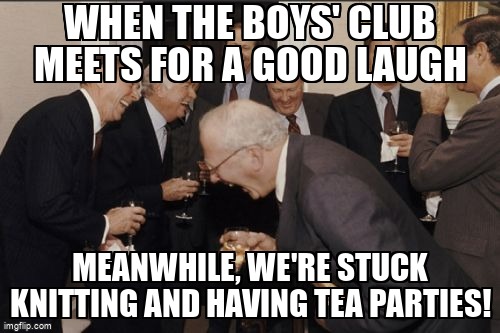 WHEN THE BOYS' CLUB
MEETS FOR A GOOD LAUGH
MEANWHILE, WE'RE STUCK
KNITTING AND HAVING TEA PARTIES!
imgflip.com